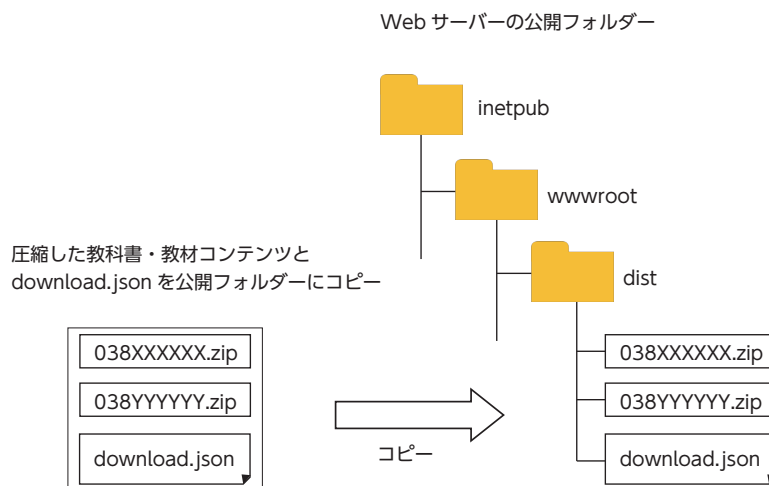 Web サーバーの公開フォルダー
inetpub
wwwroot
圧縮した教科書・教材コンテンツと
download.json を公開フォルダーにコピー
dist
038XXXXXX.zip
038YYYYYY.zip
download.json
コピー
038XXXXXX.zip
038YYYYYY.zip
download.json